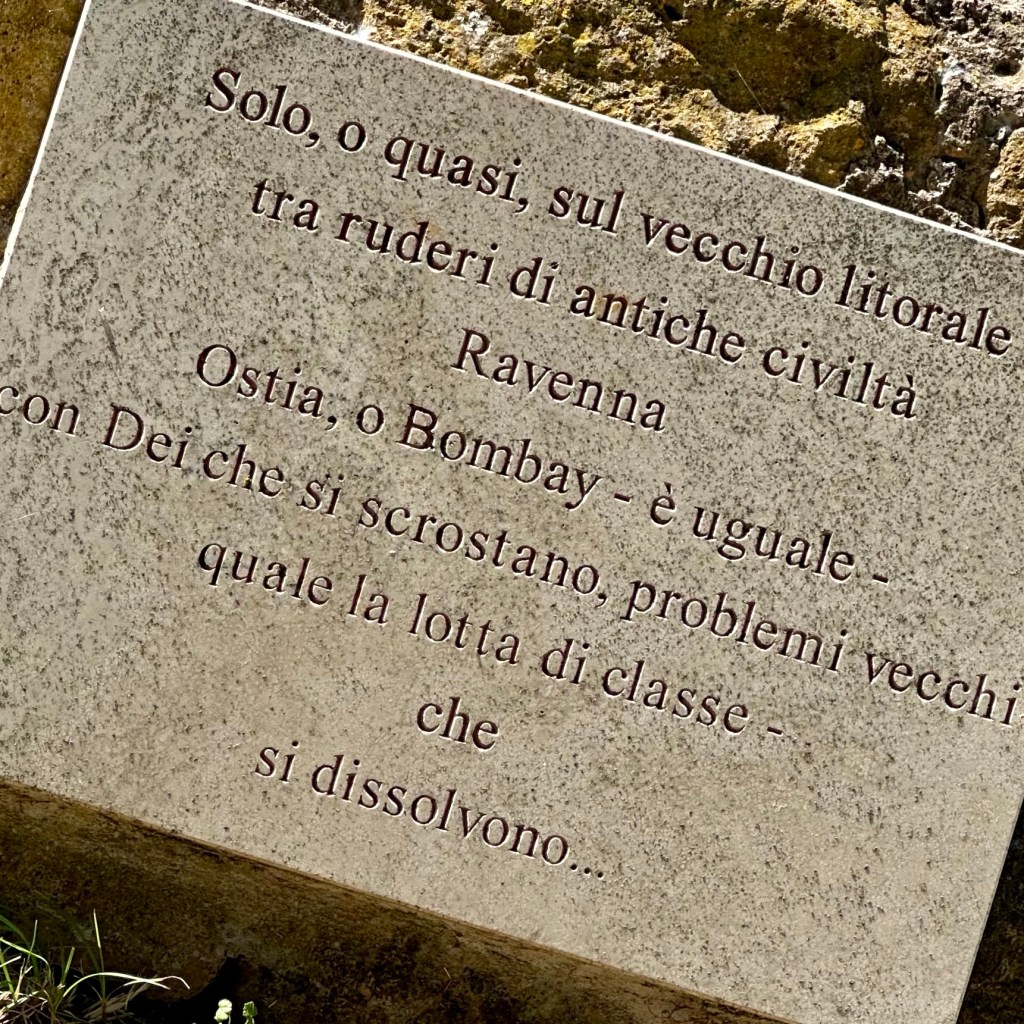 Solo, o quasi, sul vecchio litorale
tra ruderi di antiche civiltà
Ravenna
Ostia, o Bombay - è uguale -
con Dei che si scrostano, problemi vecchi
quale la lotta di classe -
che
si dissolvono...